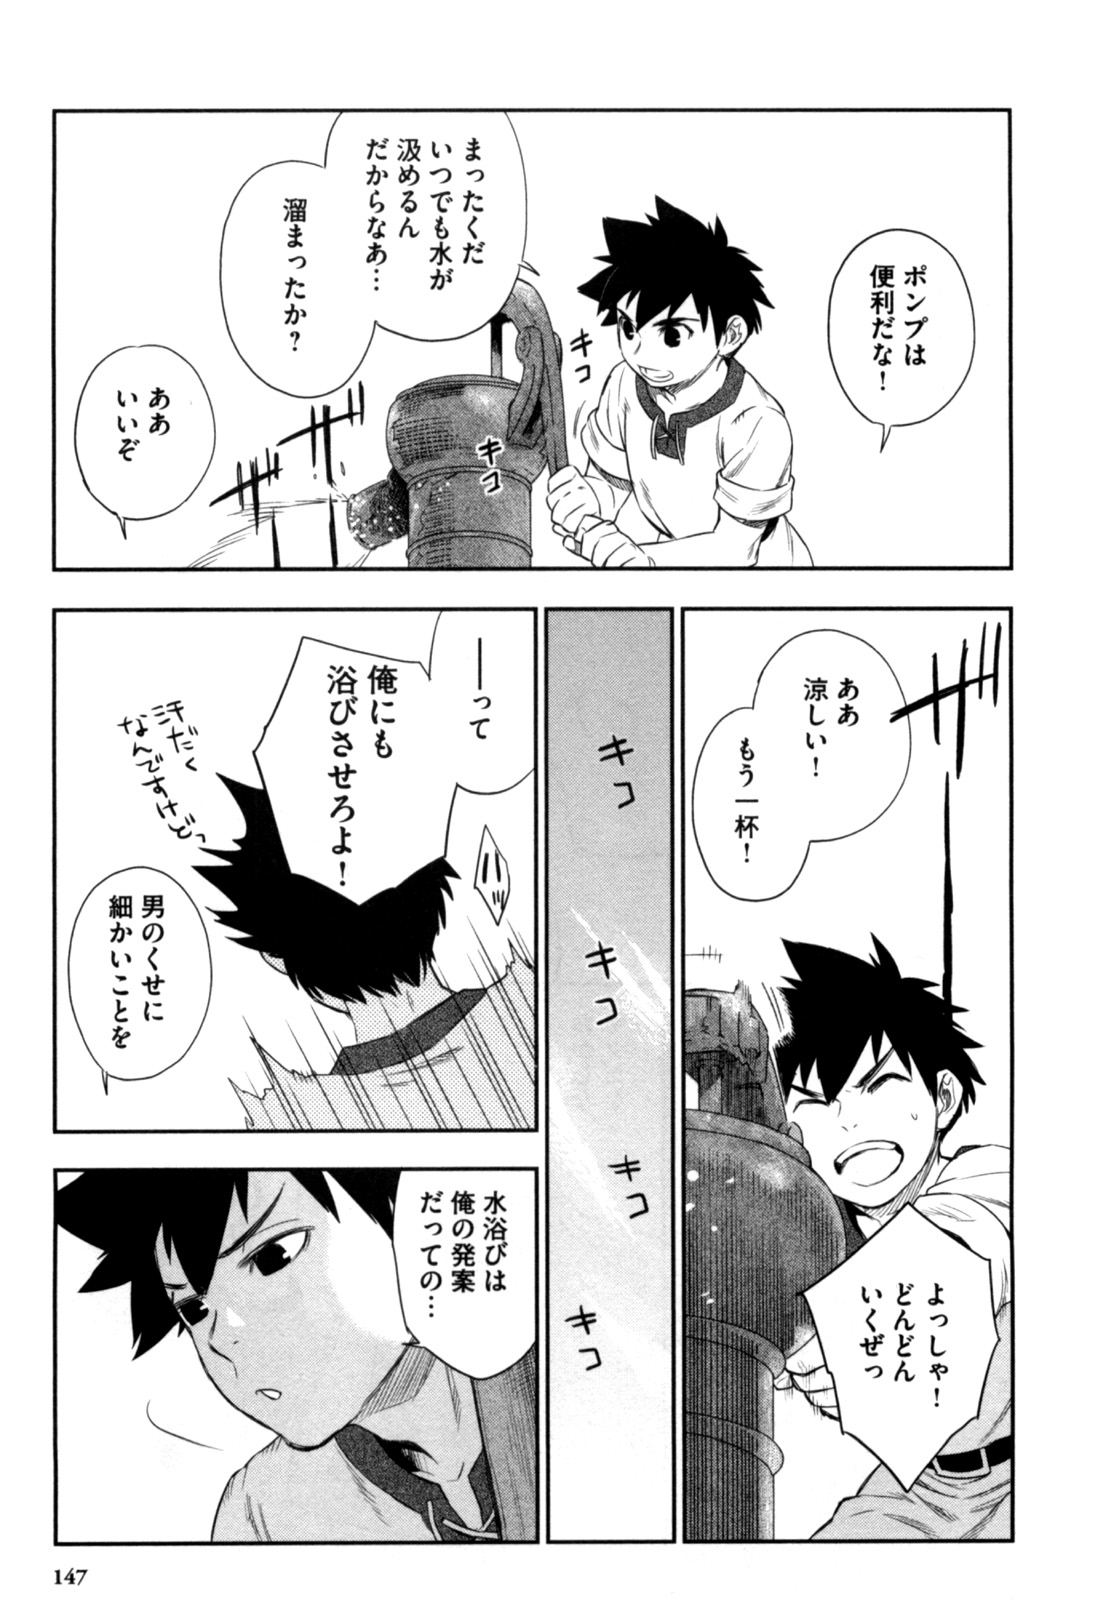 ポンプは
便利だな！
まったくだ
いつでも水が
汲めるん
だからなあ…
溜まったか？
キコ
キコ
ああ
いいぞ
ああ
涼しい！
もう一杯！
よっしゃ！
どんどん
いくぜっ
キコ
キコ
キコ
キコ
――って
俺にも
浴びさせろよ！
汗だく
なんですけどっ
男のくせに
細かいことを
水浴びは
俺の発案
だっての…
147